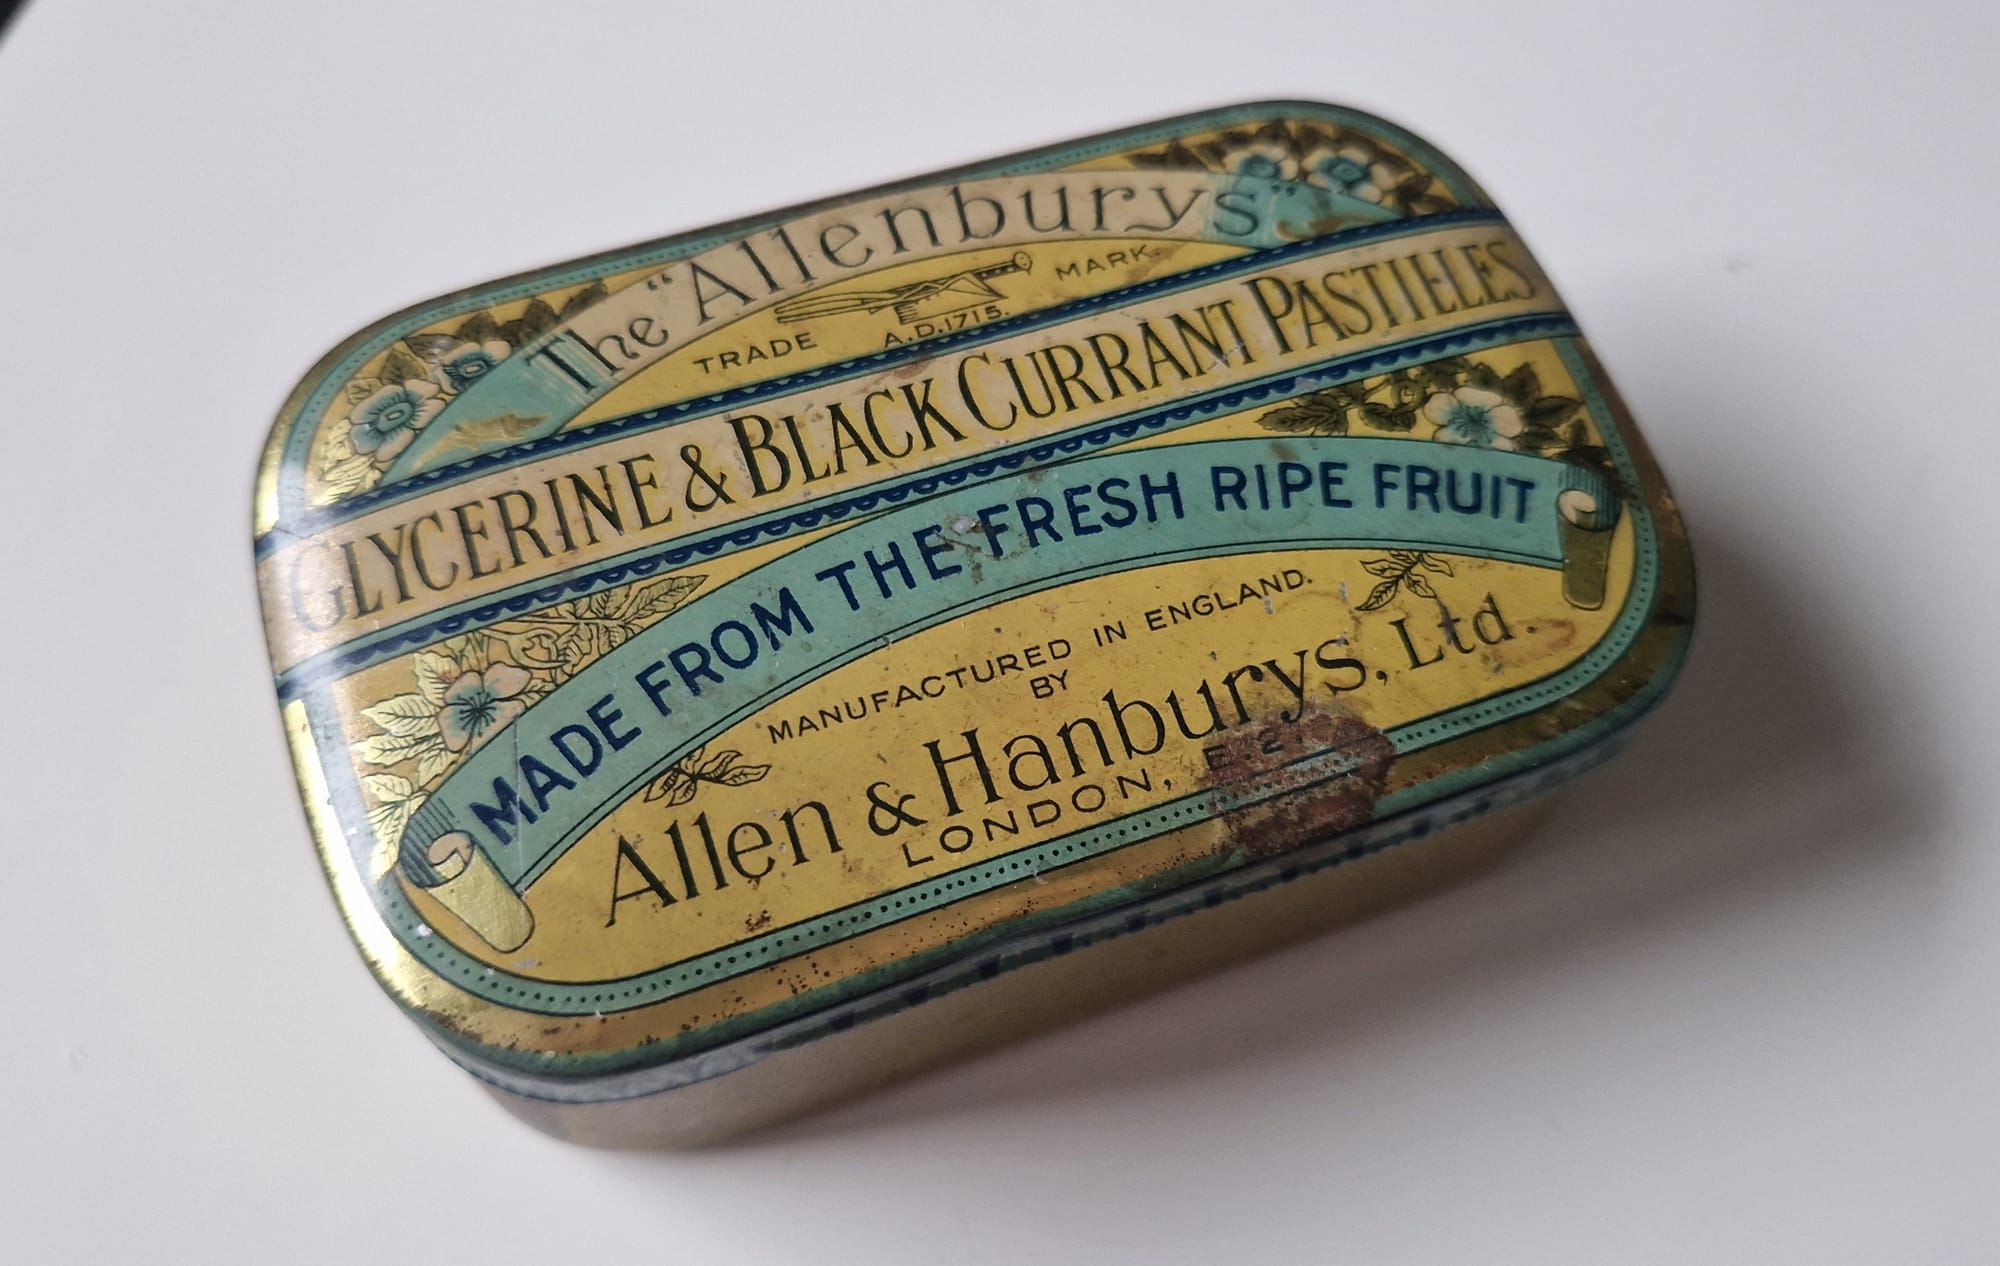 The "Allenburys"
TRADE MARK.
A.D.1715.
GLYCERINE & BLACK CURRANT PASTILLES
MADE FROM THE FRESH RIPE FRUIT
MANUFACTURED IN ENGLAND.
BY
Allen & Hanburys, Ltd.
LONDON, E 2